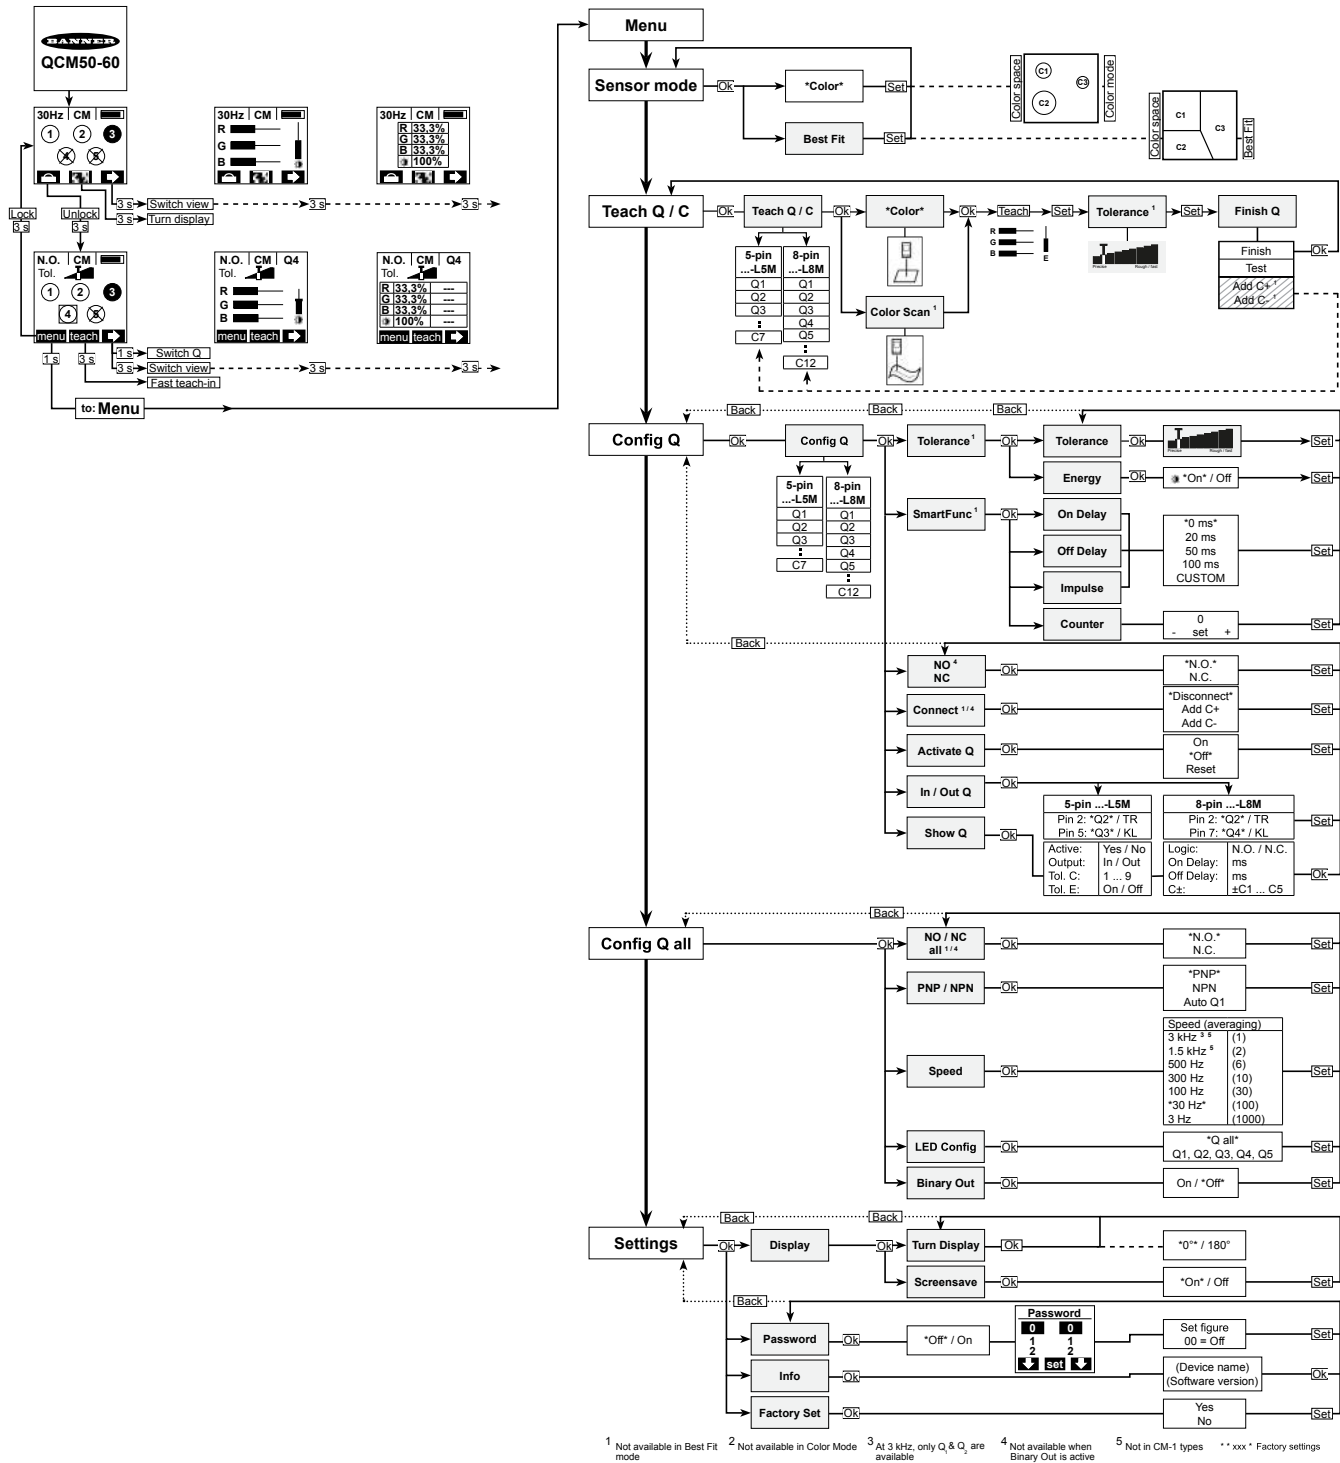 BANNER
QCM50-60
30Hz CM
1 2 3
4 5
30Hz CM
R
G
B
30Hz CM
R 33,3%
G 33,3%
B 33,3%
100%
3 s Switch view 3 s 3 s
3 s Turn display
Lock
3 s
Unlock
3 s
N.O. CM
Tol.
1 2 3
4 5
menu teach
N.O. CM Q4
Tol.
R
G
B
menu teach
N.O. CM Q4
Tol.
R 33,3% ---
G 33,3% ---
B 33,3% ---
100% ---
menu teach
1 s 3 s
1 s Switch Q
3 s Switch view 3 s 3 s
Fast teach-in
to: Menu
Menu
Sensor mode
Ok
*Color*
Set
Best Fit
Set
Color space
C1
C2
C3
Color mode
Color space
C1
C2
C3
Best Fit
Teach Q / C
Ok
Teach Q / C
Ok
*Color*
Ok
Teach
Set
Tolerance 1
Set
Finish Q
5-pin
...-L5M
Q1
Q2
Q3
C7
8-pin
...-L8M
Q1
Q2
Q3
Q4
Q5
C12
Color Scan 1
R
G
B
E
Precise Rough / fast
Finish
Test
Add C+ 1
Add C- 1
Ok
Back Back Back
Config Q
Ok
Config Q
5-pin
...-L5M
Q1
Q2
Q3
C7
8-pin
...-L8M
Q1
Q2
Q3
Q4
Q5
C12
Ok
Tolerance 1
Ok
Tolerance
Ok
Precise Rough / fast
Set
Energy
Ok
*On* / Off
Set
SmartFunc 1
Ok
On Delay
Off Delay
Impulse
*0 ms*
20 ms
50 ms
100 ms
CUSTOM
Set
Counter
0
- set +
Set
Back
NO 4
NC
Ok
*N.O.*
N.C.
Set
Connect 1 / 4
Ok
*Disconnect*
Add C+
Add C-
Set
Activate Q
Ok
On
*Off*
Reset
Set
In / Out Q
Ok
5-pin ...-L5M
Pin 2: *Q2* / TR
Pin 5: *Q3* / KL
8-pin ...-L8M
Pin 2: *Q2* / TR
Pin 7: *Q4* / KL
Set
Show Q
Ok
Active: Yes / No
Output: In / Out
Tol. C: 1 ... 9
Tol. E: On / Off
Logic: N.O. / N.C.
On Delay: ms
Off Delay: ms
C±: ±C1 ... C5
Ok
Back
Config Q all
Ok
NO / NC
all 1 / 4
Ok
*N.O.*
N.C.
Set
PNP / NPN
Ok
*PNP*
NPN
Auto Q1
Set
Speed
Ok
Speed (averaging)
3 kHz 3 5 (1)
1.5 kHz 5 (2)
500 Hz (6)
300 Hz (10)
100 Hz (30)
*30 Hz* (100)
3 Hz (1000)
Set
LED Config
Ok
*Q all*
Q1, Q2, Q3, Q4, Q5
Set
Binary Out
Ok
On / *Off*
Set
Back Back
Settings
Ok
Display
Ok
Turn Display
Ok
*0°* / 180°
Screensave
Ok
*On* / Off
Set
Back
Password
Ok
*Off* / On
Password
0 0
1 1
2 2
set
Set figure
00 = Off
Set
Info
Ok
(Device name)
(Software version)
Ok
Factory Set
Ok
Yes
No
Set
1 Not available in Best Fit mode
2 Not available in Color Mode
3 At 3 kHz, only Q1 & Q2 are available
4 Not available when Binary Out is active
5 Not in CM-1 types
* * xxx * Factory settings